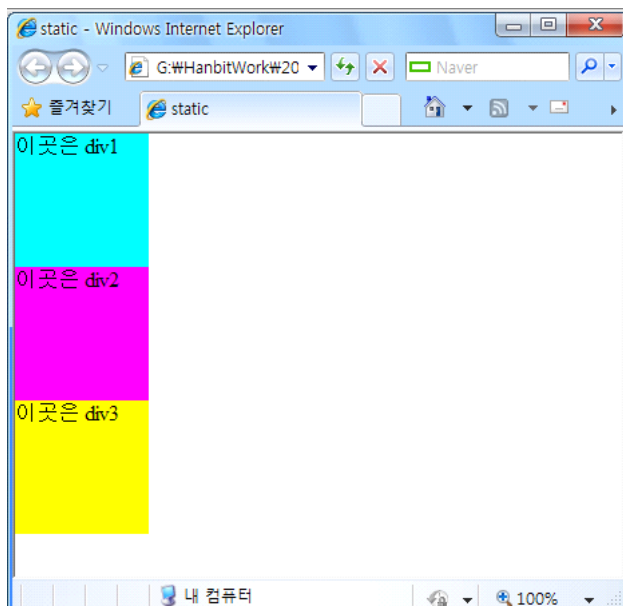 static - Windows Internet Explorer
G:₩HanbitWork₩20
Naver
즐겨찾기
static
이곳은 div1
이곳은 div2
이곳은 div3
내 컴퓨터
100%